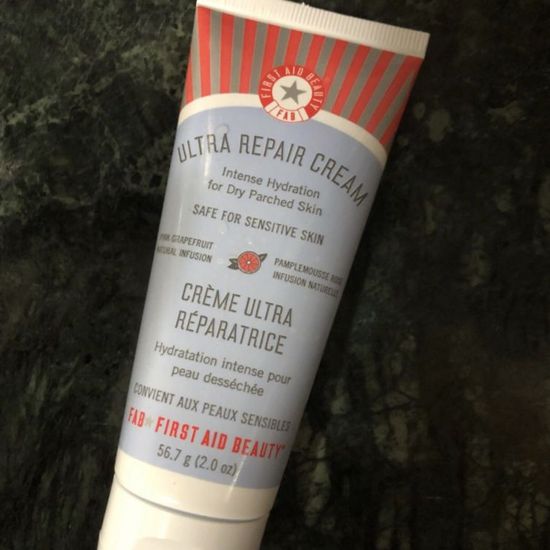 FIRST AID BEAUTY
FAB
ULTRA REPAIR CREAM
Intense Hydration
for Dry Parched Skin
SAFE FOR SENSITIVE SKIN
PINK GRAPEFRUIT
NATURAL INFUSION
PAMPLEMOUSSE ROSE
INFUSION NATURELLE
CRÈME ULTRA
RÉPARATRICE
Hydratation intense pour
peau desséchée
CONVIENT AUX PEAUX SENSIBLES
FAB FIRST AID BEAUTY
56.7 g (2.0 oz)